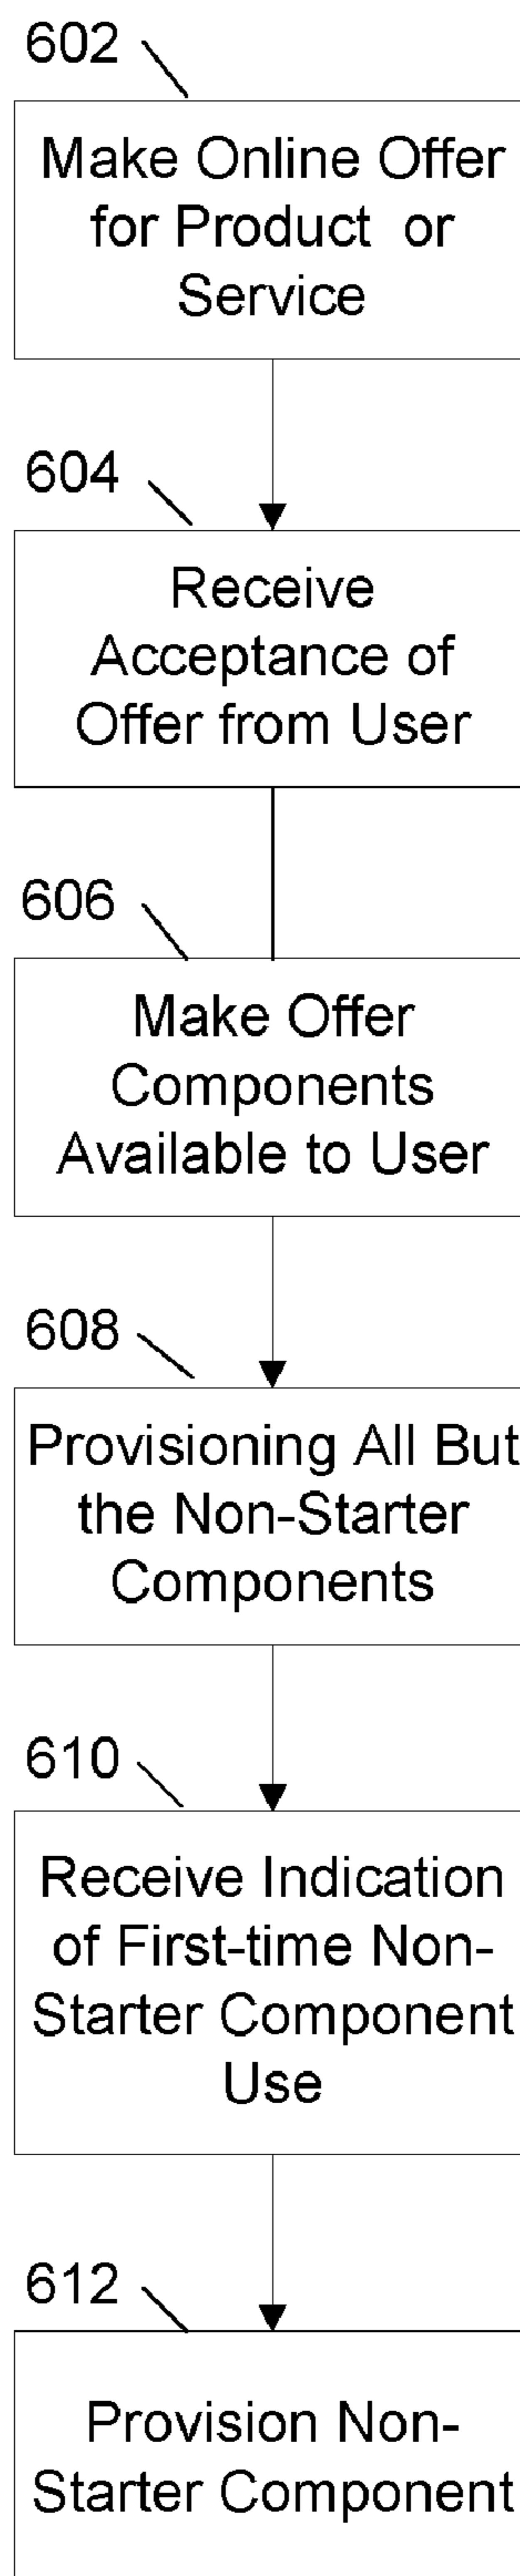 602
Make Online Offer
for Product or
Service
604
Receive
Acceptance of
Offer from User
606
Make Offer
Components
Available to User
608
Provisioning All But
the Non-Starter
Components
610
Receive Indication
of First-time Non-
Starter Component
Use
612
Provision Non-
Starter Component